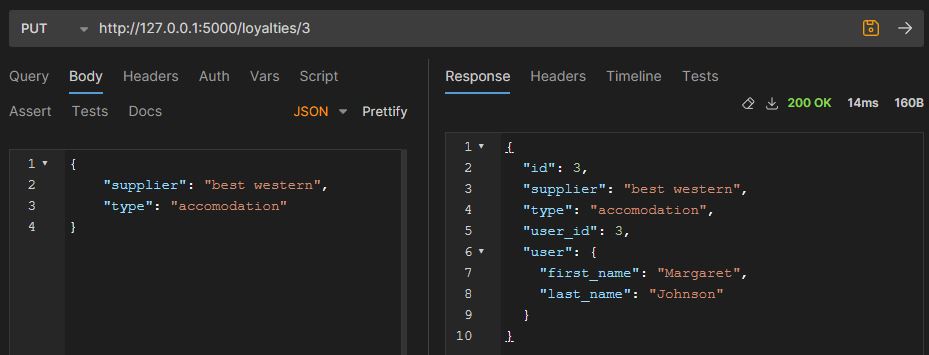 PUT http://127.0.0.1:5000/loyalties/3
Query Body Headers Auth Vars Script
Assert Tests Docs JSON Prettify
1 {
2 "supplier": "best western",
3 "type": "accomodation"
4 }
Response Headers Timeline Tests
200 OK 14ms 160B
1 {
2 "id": 3,
3 "supplier": "best western",
4 "type": "accomodation",
5 "user_id": 3,
6 "user": {
7 "first_name": "Margaret",
8 "last_name": "Johnson"
9 }
10 }